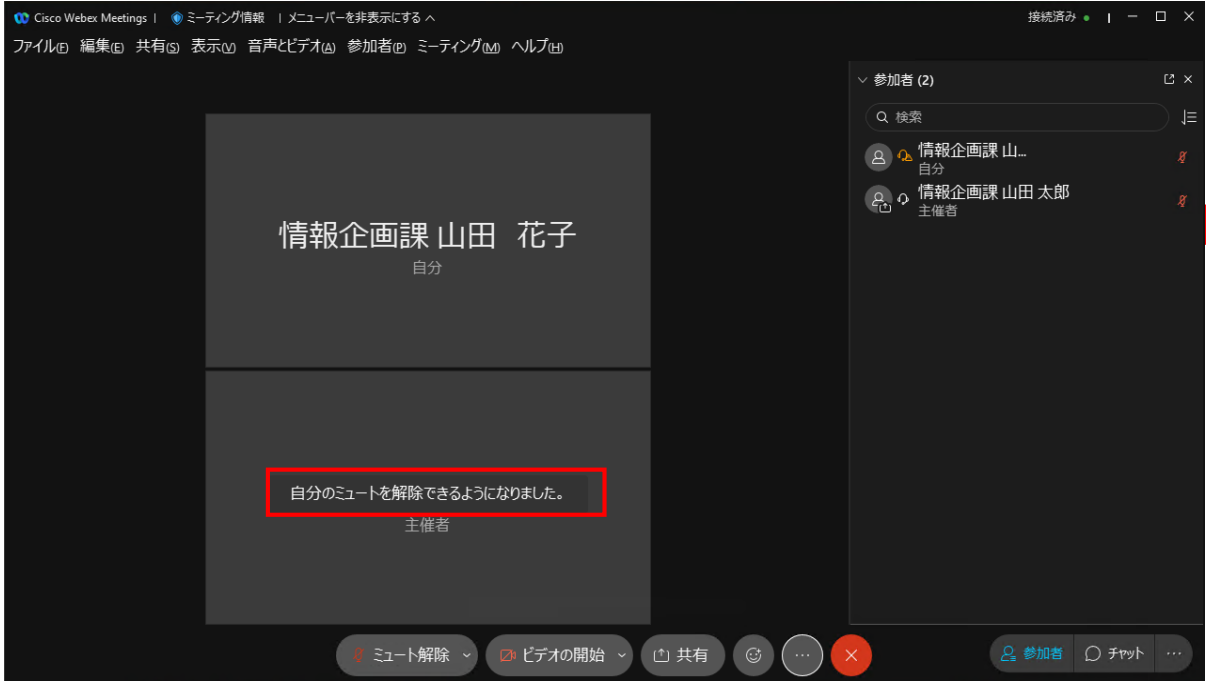 Cisco Webex Meetings | ミーティング情報 | メニューバーを非表示にする 接続済み
ファイル(F) 編集(E) 共有(S) 表示(V) 音声とビデオ(A) 参加者(P) ミーティング(M) ヘルプ(H)
情報企画課 山田 花子
自分
自分のミュートを解除できるようになりました。
主催者
参加者 (2)
検索
情報企画課 山...
自分
情報企画課 山田 太郎
主催者
ミュート解除 ビデオの開始 共有 参加者 チャット